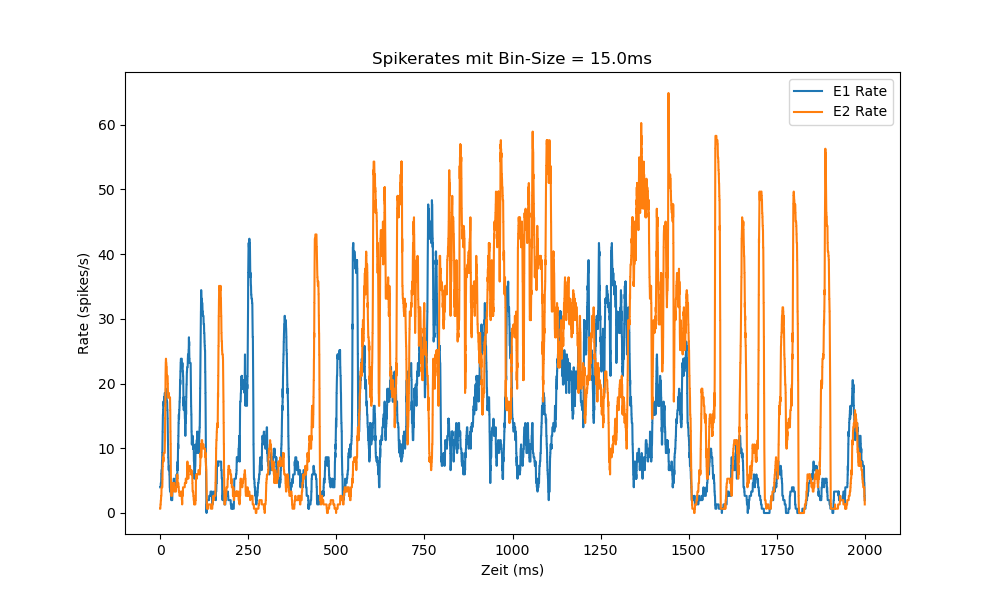 Spikerates mit Bin-Size = 15.0ms
E1 Rate
E2 Rate
Rate (spikes/s)
60
50
40
30
20
10
0
0 250 500 750 1000 1250 1500 1750 2000
Zeit (ms)